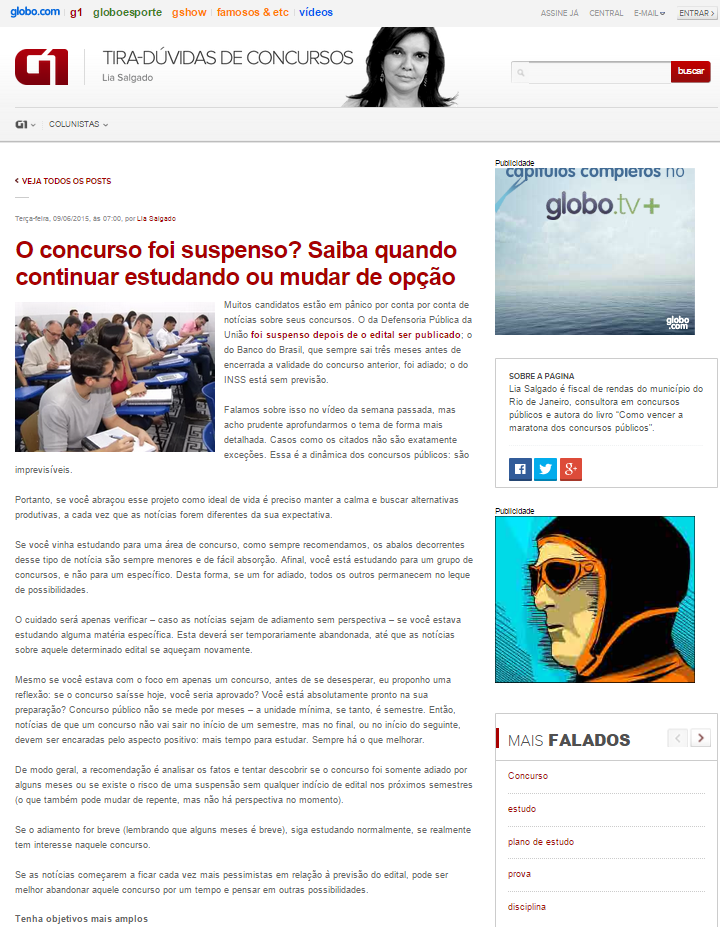 globo.com g1 globoesporte gshow famosos & etc vídeos
ASSINE JÁ CENTRAL E-MAIL ENTRAR ›
G1
TIRA-DÚVIDAS DE CONCURSOS
Lia Salgado
buscar
G1 COLUNISTAS
VEJA TODOS OS POSTS
Terça-feira, 09/06/2015, às 07:00, por Lia Salgado
O concurso foi suspenso? Saiba quando
continuar estudando ou mudar de opção
Muitos candidatos estão em pânico por conta por conta de
notícias sobre seus concursos. O da Defensoria Pública da
União foi suspenso depois de o edital ser publicado; o
do Banco do Brasil, que sempre sai três meses antes de
encerrada a validade do concurso anterior, foi adiado; o do
INSS está sem previsão.
Falamos sobre isso no vídeo da semana passada, mas
acho prudente aprofundarmos o tema de forma mais
detalhada. Casos como os citados não são exatamente
exceções. Essa é a dinâmica dos concursos públicos: são
imprevisíveis.
Portanto, se você abraçou esse projeto como ideal de vida é preciso manter a calma e buscar alternativas
produtivas, a cada vez que as notícias forem diferentes da sua expectativa.
Se você vinha estudando para uma área de concurso, como sempre recomendamos, os abalos decorrentes
desse tipo de notícia são sempre menores e de fácil absorção. Afinal, você está estudando para um grupo de
concursos, e não para um específico. Desta forma, se um for adiado, todos os outros permanecem no leque
de possibilidades.
O cuidado será apenas verificar – caso as notícias sejam de adiamento sem perspectiva – se você estava
estudando alguma matéria específica. Esta deverá ser temporariamente abandonada, até que as notícias
sobre aquele determinado edital se aqueçam novamente.
Mesmo se você estava com o foco em apenas um concurso, antes de se desesperar, eu proponho uma
reflexão: se o concurso saísse hoje, você seria aprovado? Você está absolutamente pronto na sua
preparação? Concurso público não se mede por meses – a unidade mínima, se tanto, é semestre. Então,
notícias de que um concurso não vai sair no início de um semestre, mas no final, ou no início do seguinte,
devem ser encaradas pelo aspecto positivo: mais tempo para estudar. Sempre há o que melhorar.
De modo geral, a recomendação é analisar os fatos e tentar descobrir se o concurso foi somente adiado por
alguns meses ou se existe o risco de uma suspensão sem qualquer indício de edital nos próximos semestres
(o que também pode mudar de repente, mas não há perspectiva no momento).
Se o adiamento for breve (lembrando que alguns meses é breve), siga estudando normalmente, se realmente
tem interesse naquele concurso.
Se as notícias começarem a ficar cada vez mais pessimistas em relação à previsão do edital, pode ser
melhor abandonar aquele concurso por um tempo e pensar em outras possibilidades.
Tenha objetivos mais amplos
Publicidade
capítulos completos no
globo.tv+
globo
.com
SOBRE A PAGINA
Lia Salgado é fiscal de rendas do município do
Rio de Janeiro, consultora em concursos
públicos e autora do livro “Como vencer a
maratona dos concursos públicos”.
Publicidade
MAIS FALADOS
Concurso
estudo
plano de estudo
prova
disciplina